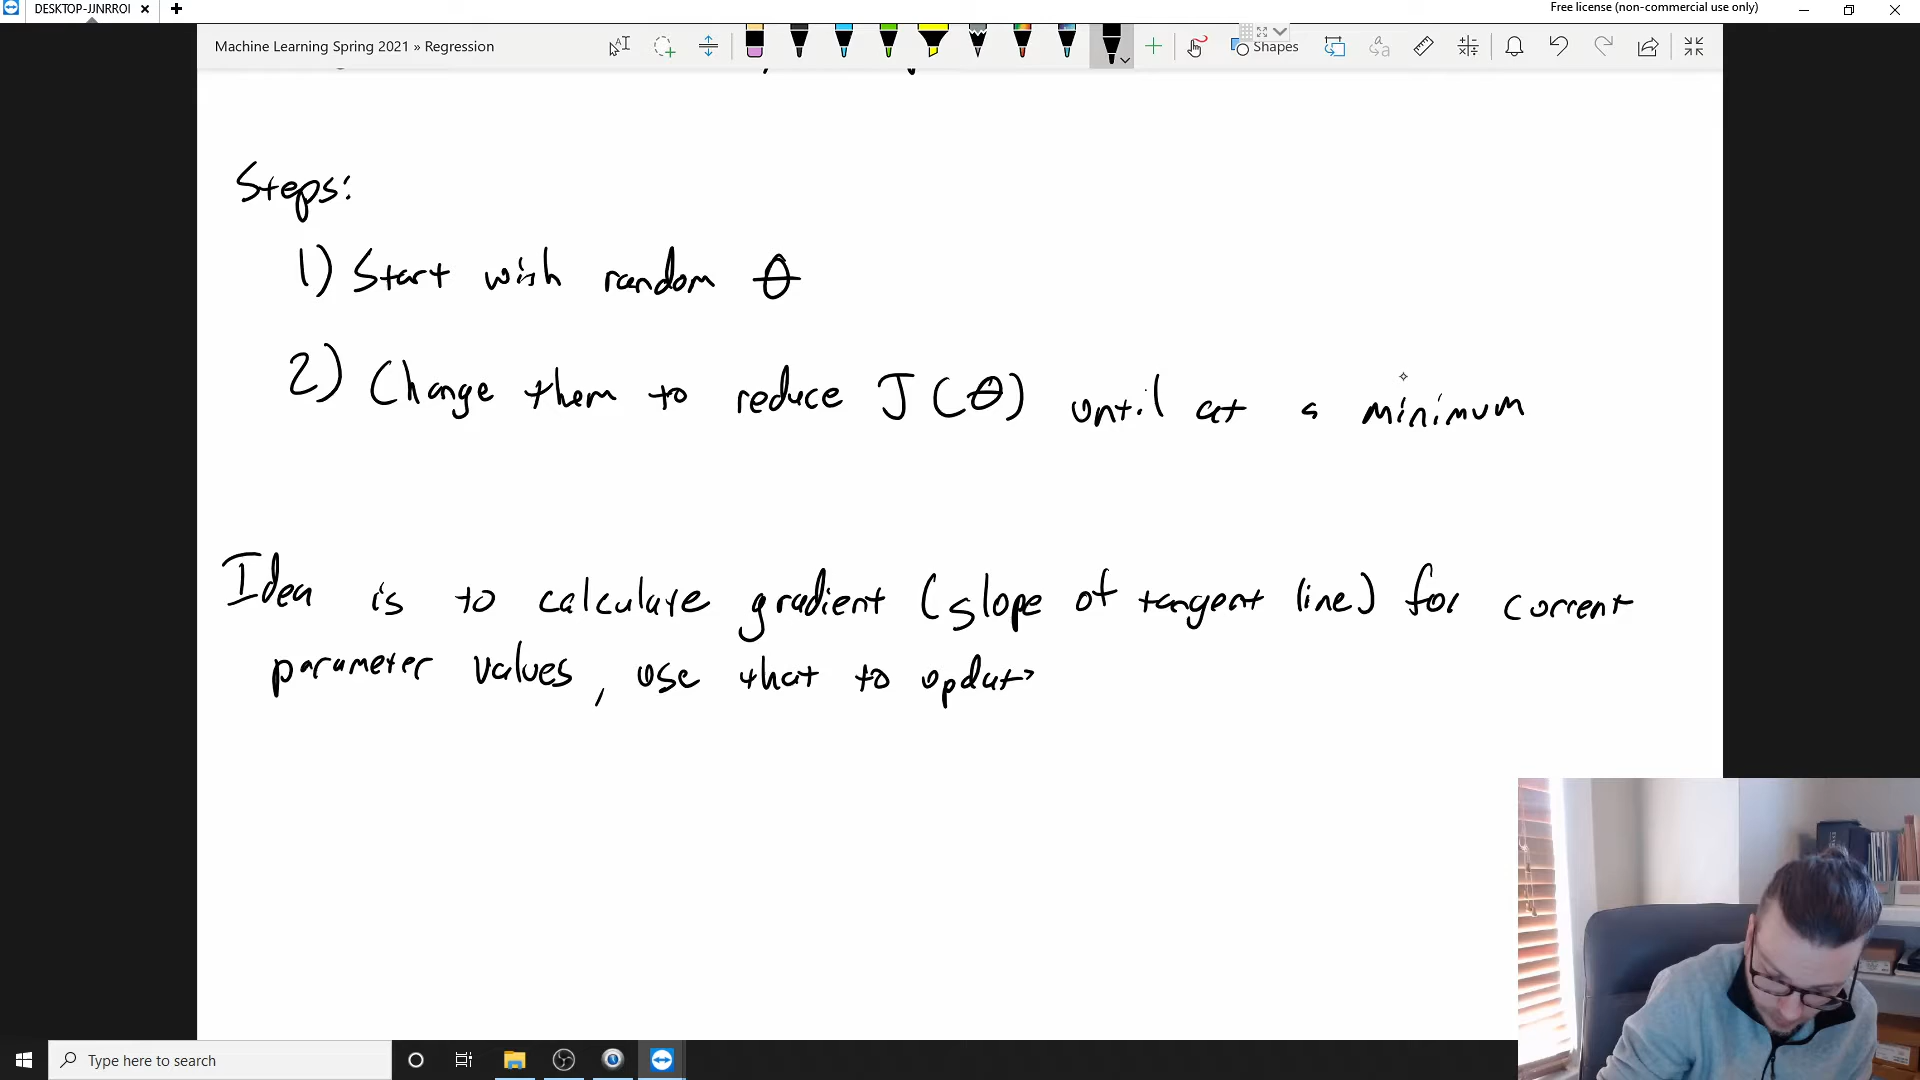 DESKTOP-JJNRROI
Free license (non-commercial use only)
Machine Learning Spring 2021 » Regression
Shapes
Steps:
1) Start with random θ
2) Change them to reduce J(θ) until at a minimum
Idea is to calculate gradient (slope of tangent line) for current
parameter values, use that to updat
Type here to search